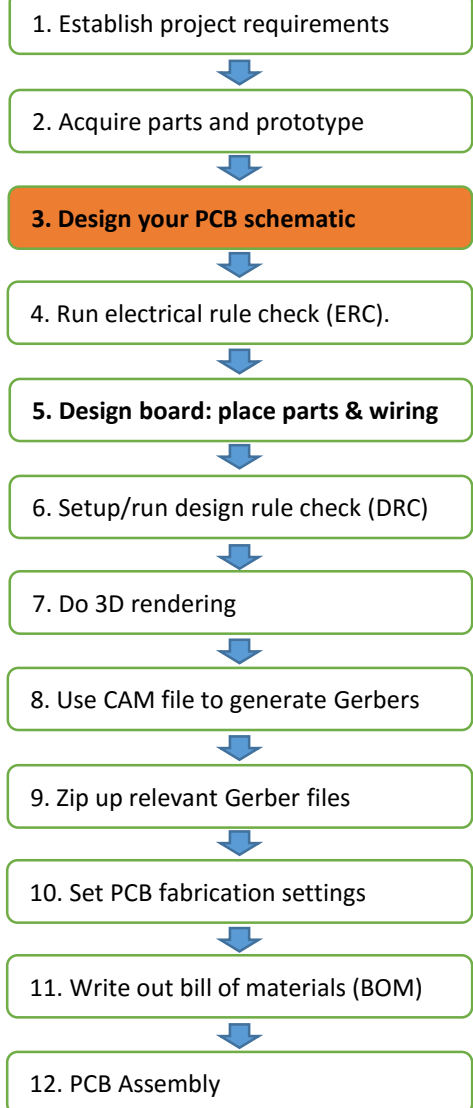 1. Establish project requirements
2. Acquire parts and prototype
3. Design your PCB schematic
4. Run electrical rule check (ERC).
5. Design board: place parts & wiring
6. Setup/run design rule check (DRC)
7. Do 3D rendering
8. Use CAM file to generate Gerbers
9. Zip up relevant Gerber files
10. Set PCB fabrication settings
11. Write out bill of materials (BOM)
12. PCB Assembly